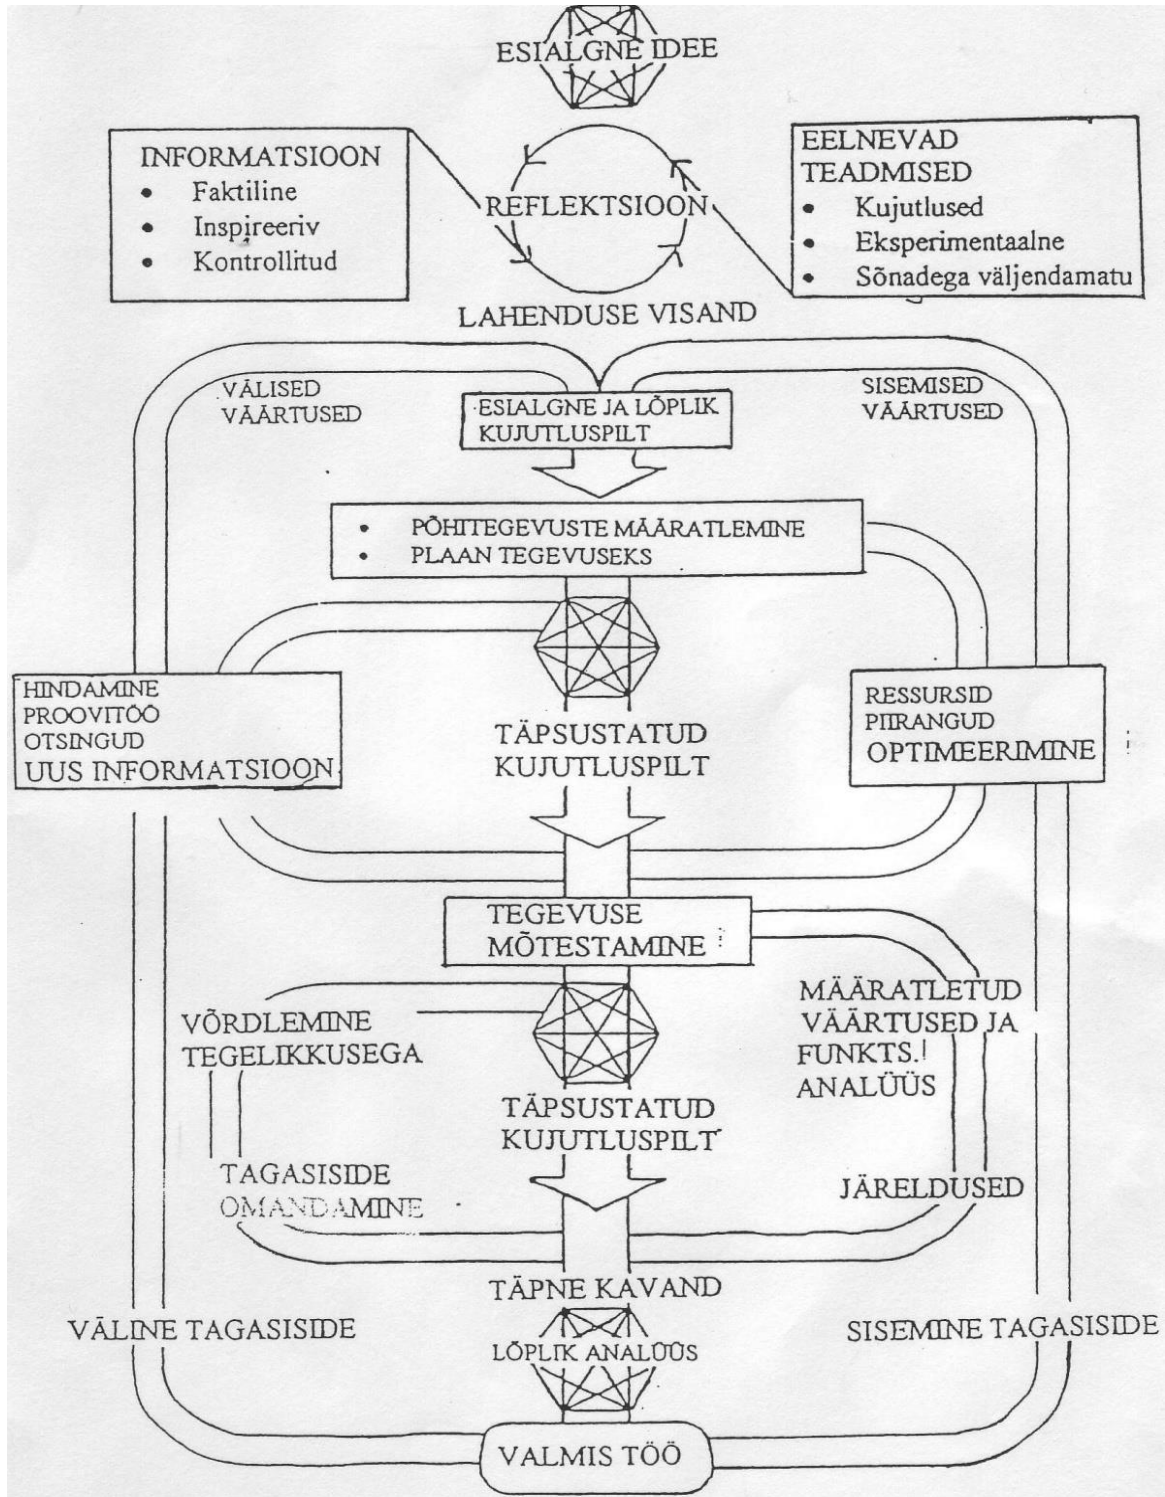 ESIALGNE IDEE
INFORMATSIOON
• Faktiline
• Inspireeriv
• Kontrollitud
REFLEKTSIOON
EELNEVAD
TEADMISED
• Kujutlused
• Eksperimentaalne
• Sõnadega väljendamatu
LAHENDUSE VISAND
VÄLISED
VÄÄRTUSED
ESIALGNE JA LÕPLIK
KUJUTLUSPILT
SISEMISED
VÄÄRTUSED
• PÕHITEGEVUSTE MÄÄRATLEMINE
• PLAAN TEGEVUSEKS
HINDAMINE
PROOVITÖÖ
OTSINGUD
UUS INFORMATSIOON
TÄPSUSTATUD
KUJUTLUSPILT
RESSURSID
PIIRANGUD
OPTIMEERIMINE
TEGEVUSE
MÕTESTAMINE
VÕRDLEMINE
TEGELIKKUSEGA
MÄÄRATLETUD
VÄÄRTUSED JA
FUNKTS.
ANALÜÜS
TÄPSUSTATUD
KUJUTLUSPILT
TAGASISIDE
OMANDAMINE
JÄRELDUSED
TÄPNE KAVAND
VÄLINE TAGASISIDE
LÕPLIK ANALÜÜS
SISEMINE TAGASISIDE
VALMIS TÖÖ